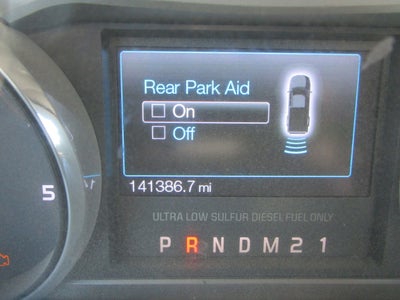 Rear Park Aid
On
Off
5
141386.7 mi
ULTRA LOW SULFUR DIESEL FUEL ONLY
P R N D M 2 1